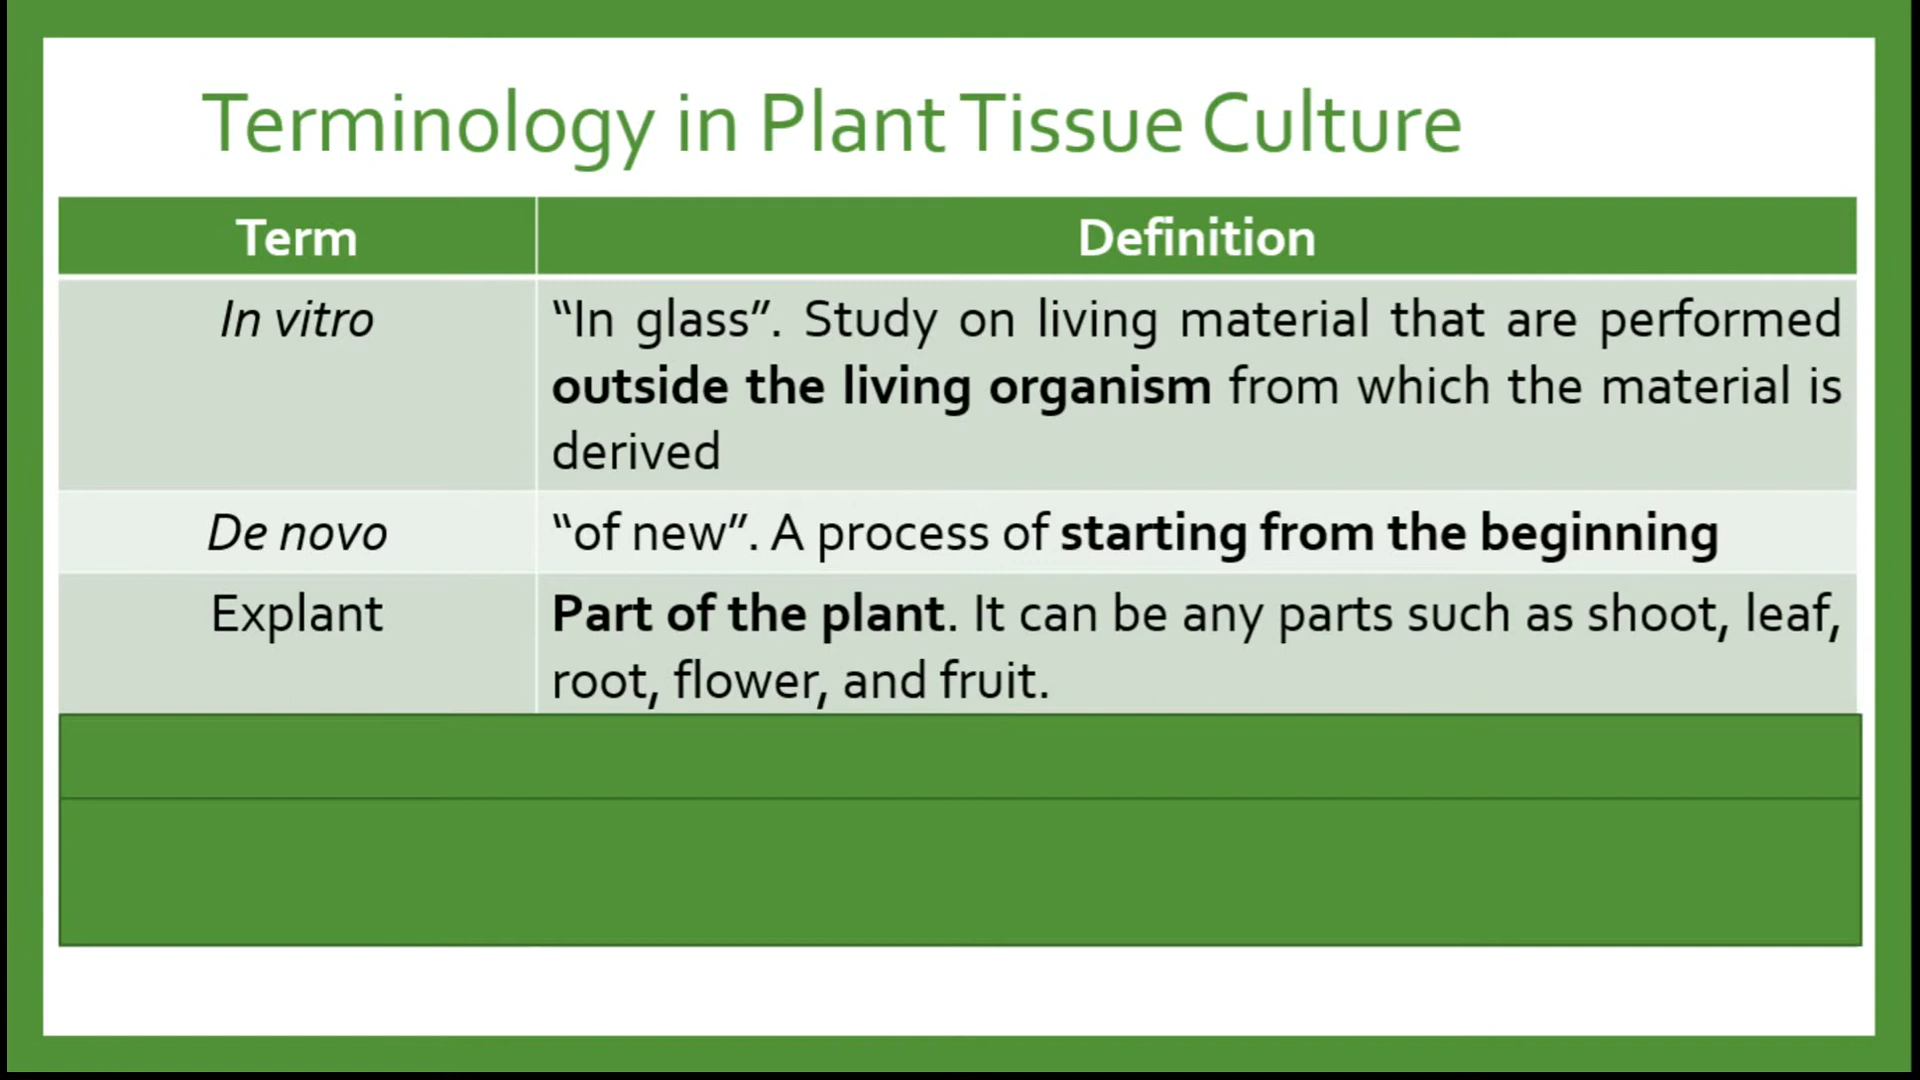 Terminology in Plant Tissue Culture
Term
Definition
In vitro
“In glass”. Study on living material that are performed
outside the living organism from which the material is
derived
De novo
“of new”. A process of starting from the beginning
Explant
Part of the plant. It can be any parts such as shoot, leaf,
root, flower, and fruit.